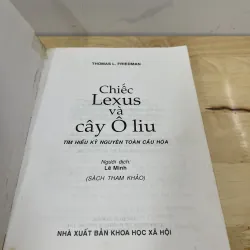 THOMAS L. FRIEDMAN
Chiếc
Lexus
và
cây Ô liu
TÌM HIỂU KỶ NGUYÊN TOÀN CẦU HÓA
Người dịch:
Lê Minh
(SÁCH THAM KHẢO)
NHÀ XUẤT BẢN KHOA HỌC XÃ HỘI